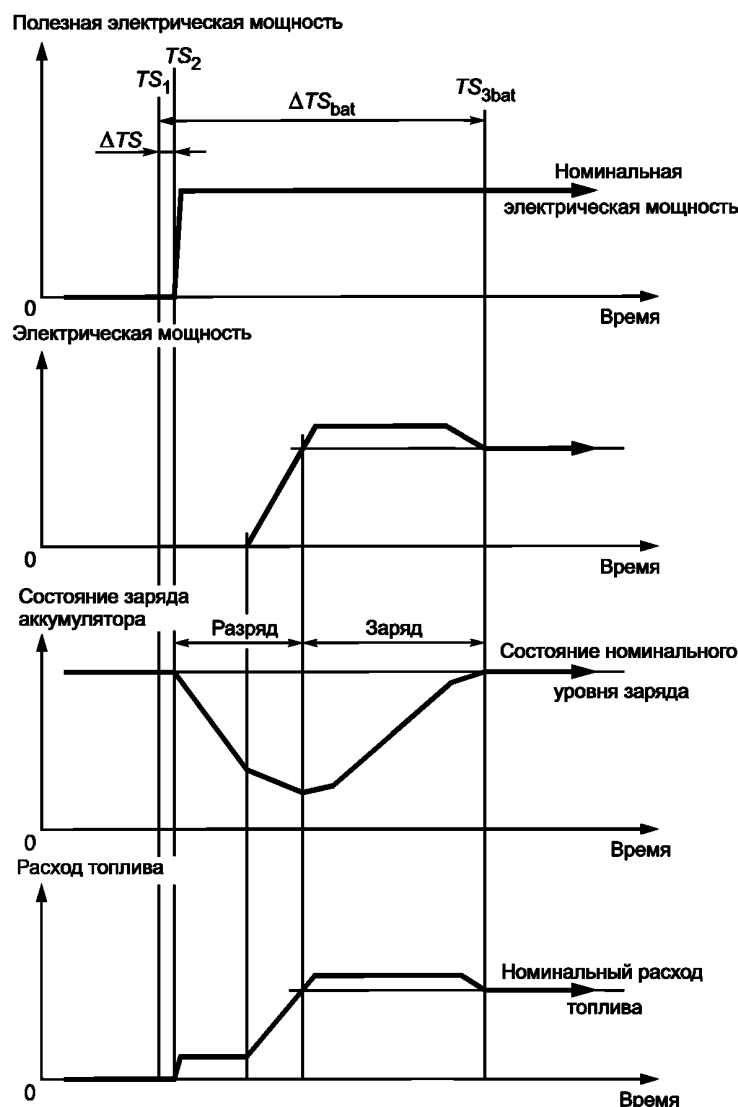 Полезная электрическая мощность
TS2
TS1
ΔTSbat
TS3bat
ΔTS
Номинальная
электрическая мощность
0
Время
Электрическая мощность
0
Время
Состояние заряда
аккумулятора
Разряд
Заряд
Состояние номинального
уровня заряда
0
Время
Расход топлива
Номинальный расход
топлива
0
Время